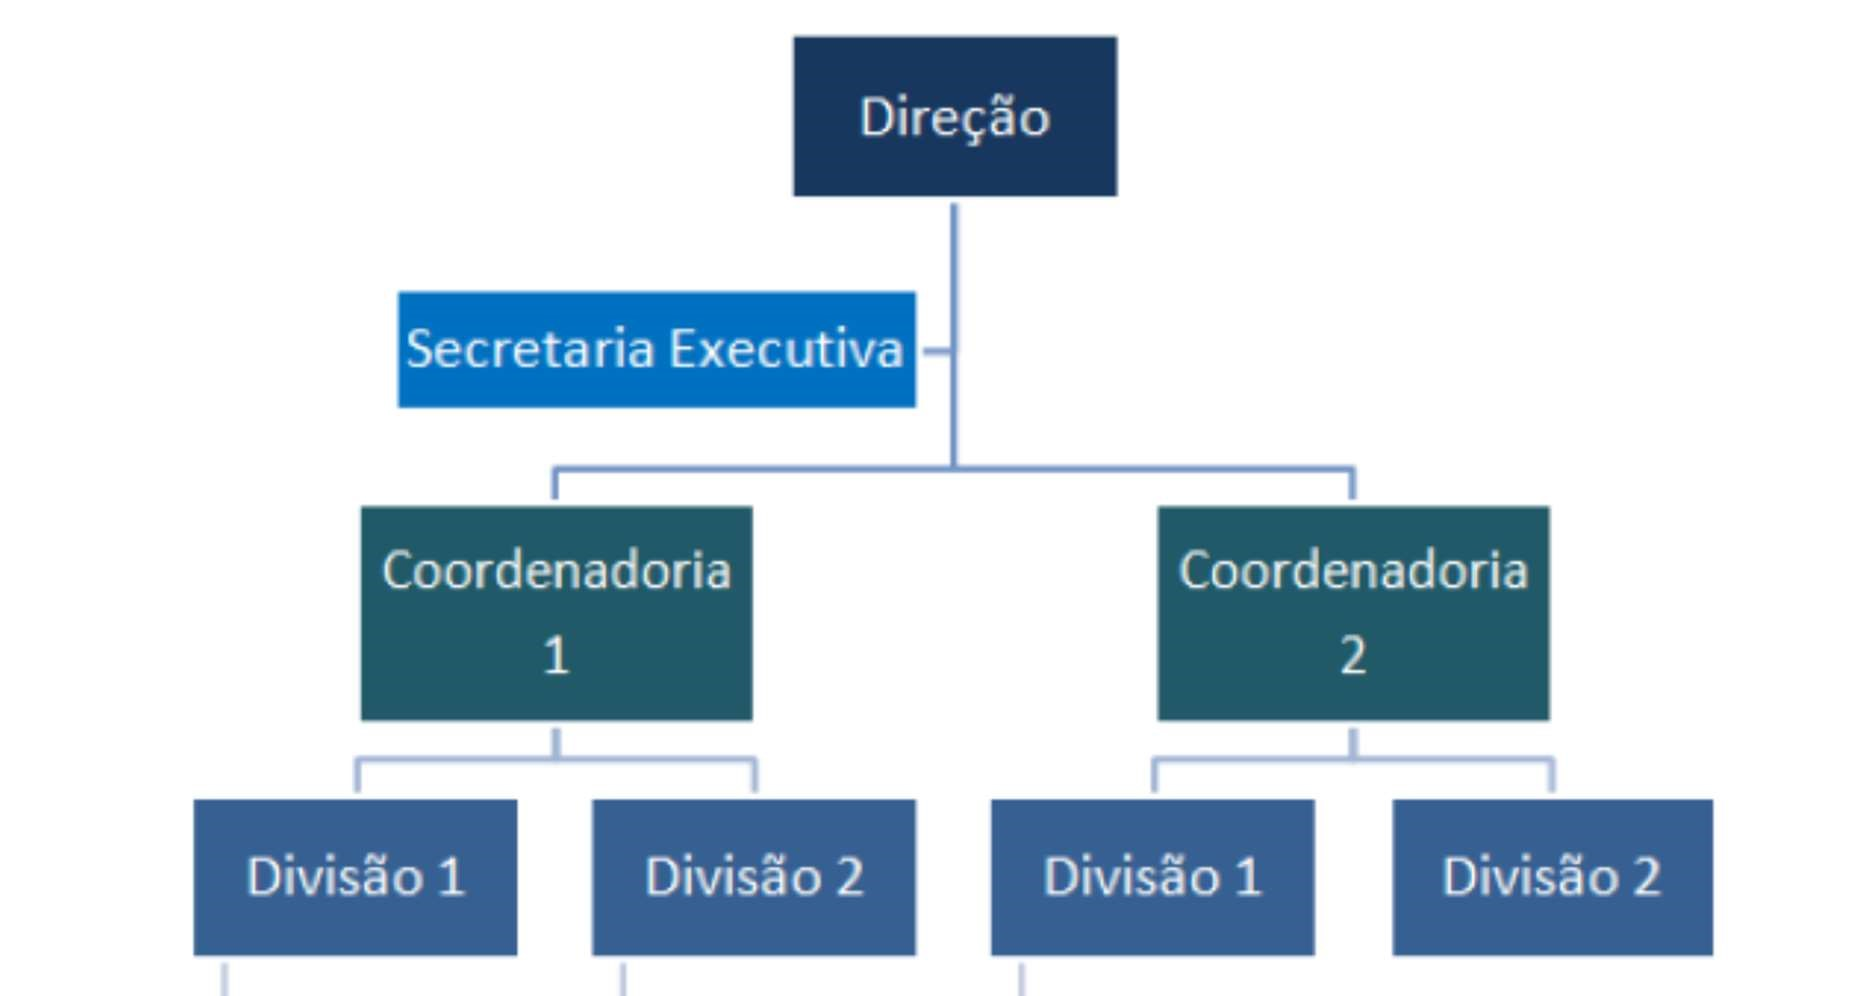 Direção
Secretaria Executiva
Coordenadoria
1
Coordenadoria
2
Divisão 1
Divisão 2
Divisão 1
Divisão 2